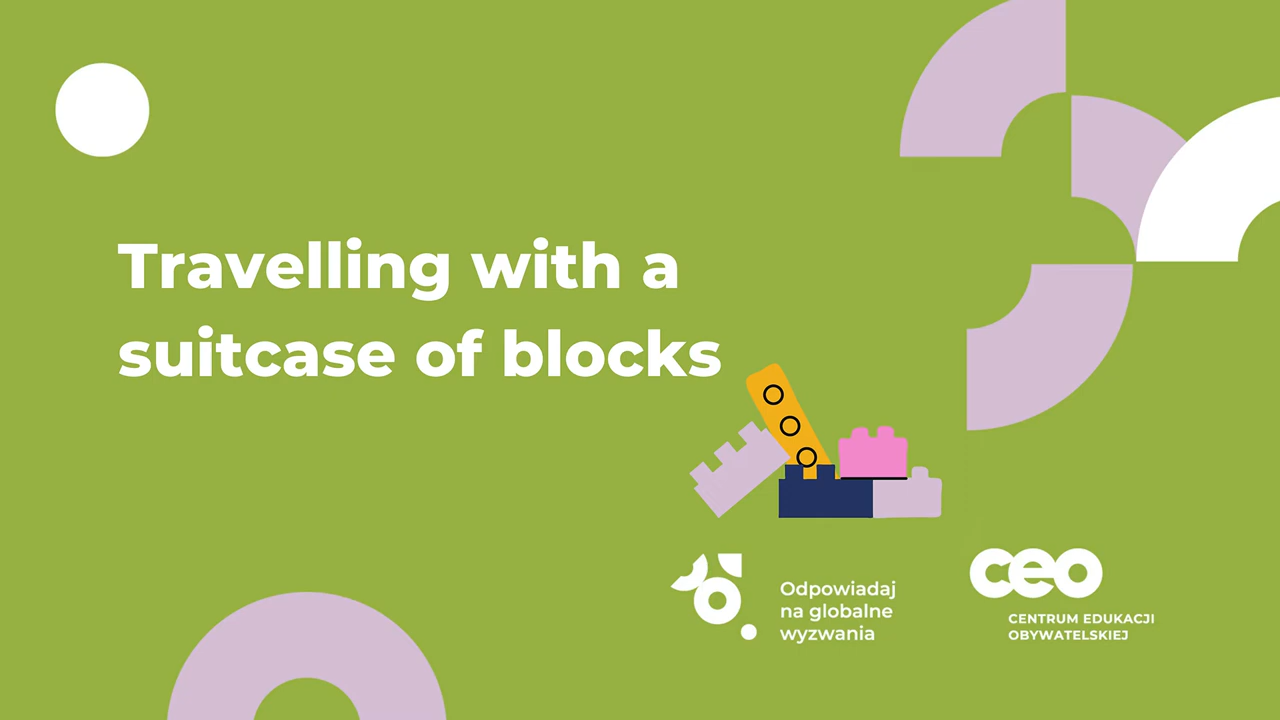 Travelling with a
suitcase of blocks
Odpowiadaj
na globalne
wyzwania
ceo
CENTRUM EDUKACJI
OBYWATELSKIEJ